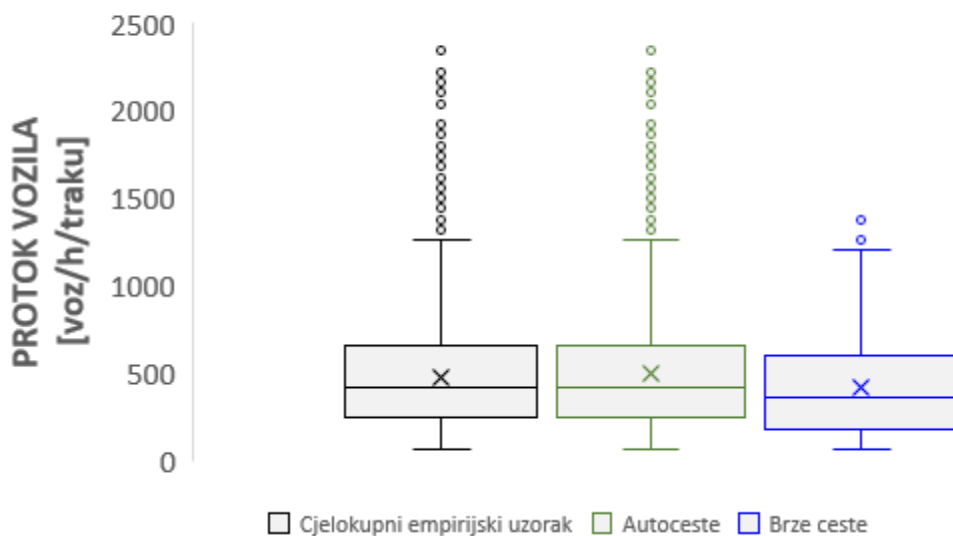 PROTOK VOZILA
[voz/h/traku]
2500
2000
1500
1000
500
0
Cjelokupni empirijski uzorak Autoceste Brze ceste